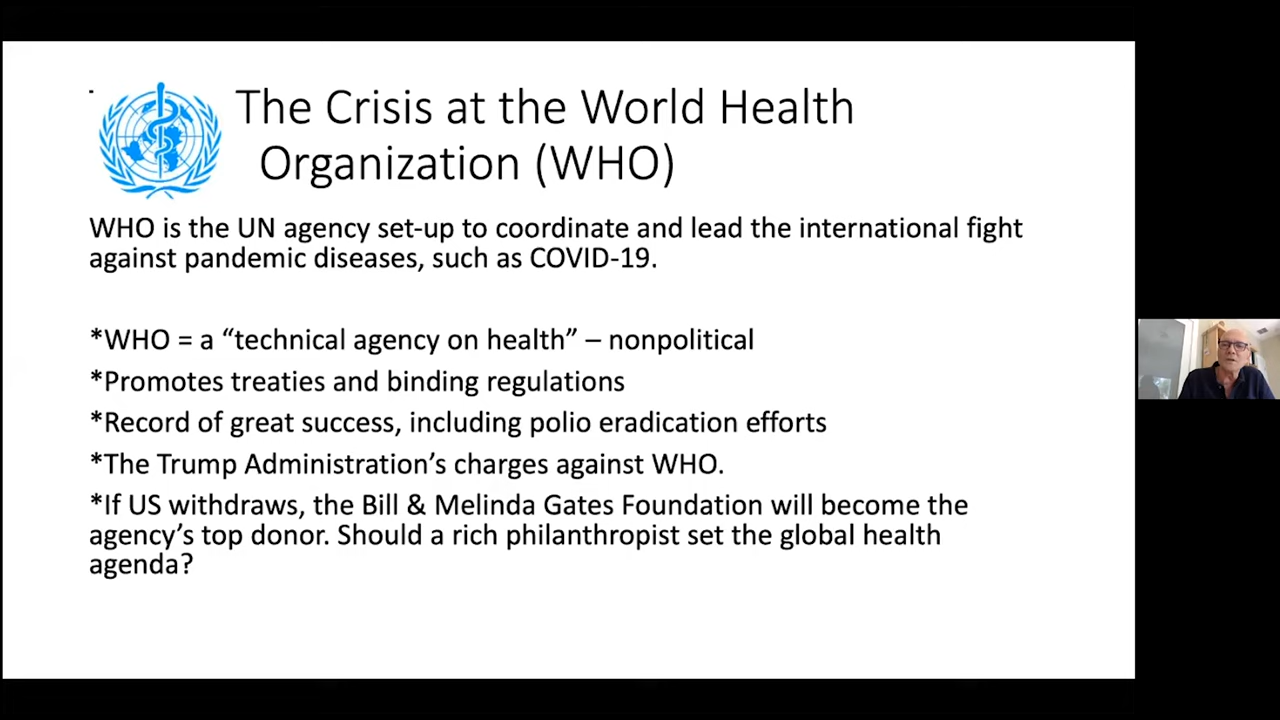 The Crisis at the World Health
Organization (WHO)
WHO is the UN agency set-up to coordinate and lead the international fight
against pandemic diseases, such as COVID-19.
*WHO = a “technical agency on health” – nonpolitical
*Promotes treaties and binding regulations
*Record of great success, including polio eradication efforts
*The Trump Administration’s charges against WHO.
*If US withdraws, the Bill & Melinda Gates Foundation will become the
agency’s top donor. Should a rich philanthropist set the global health
agenda?